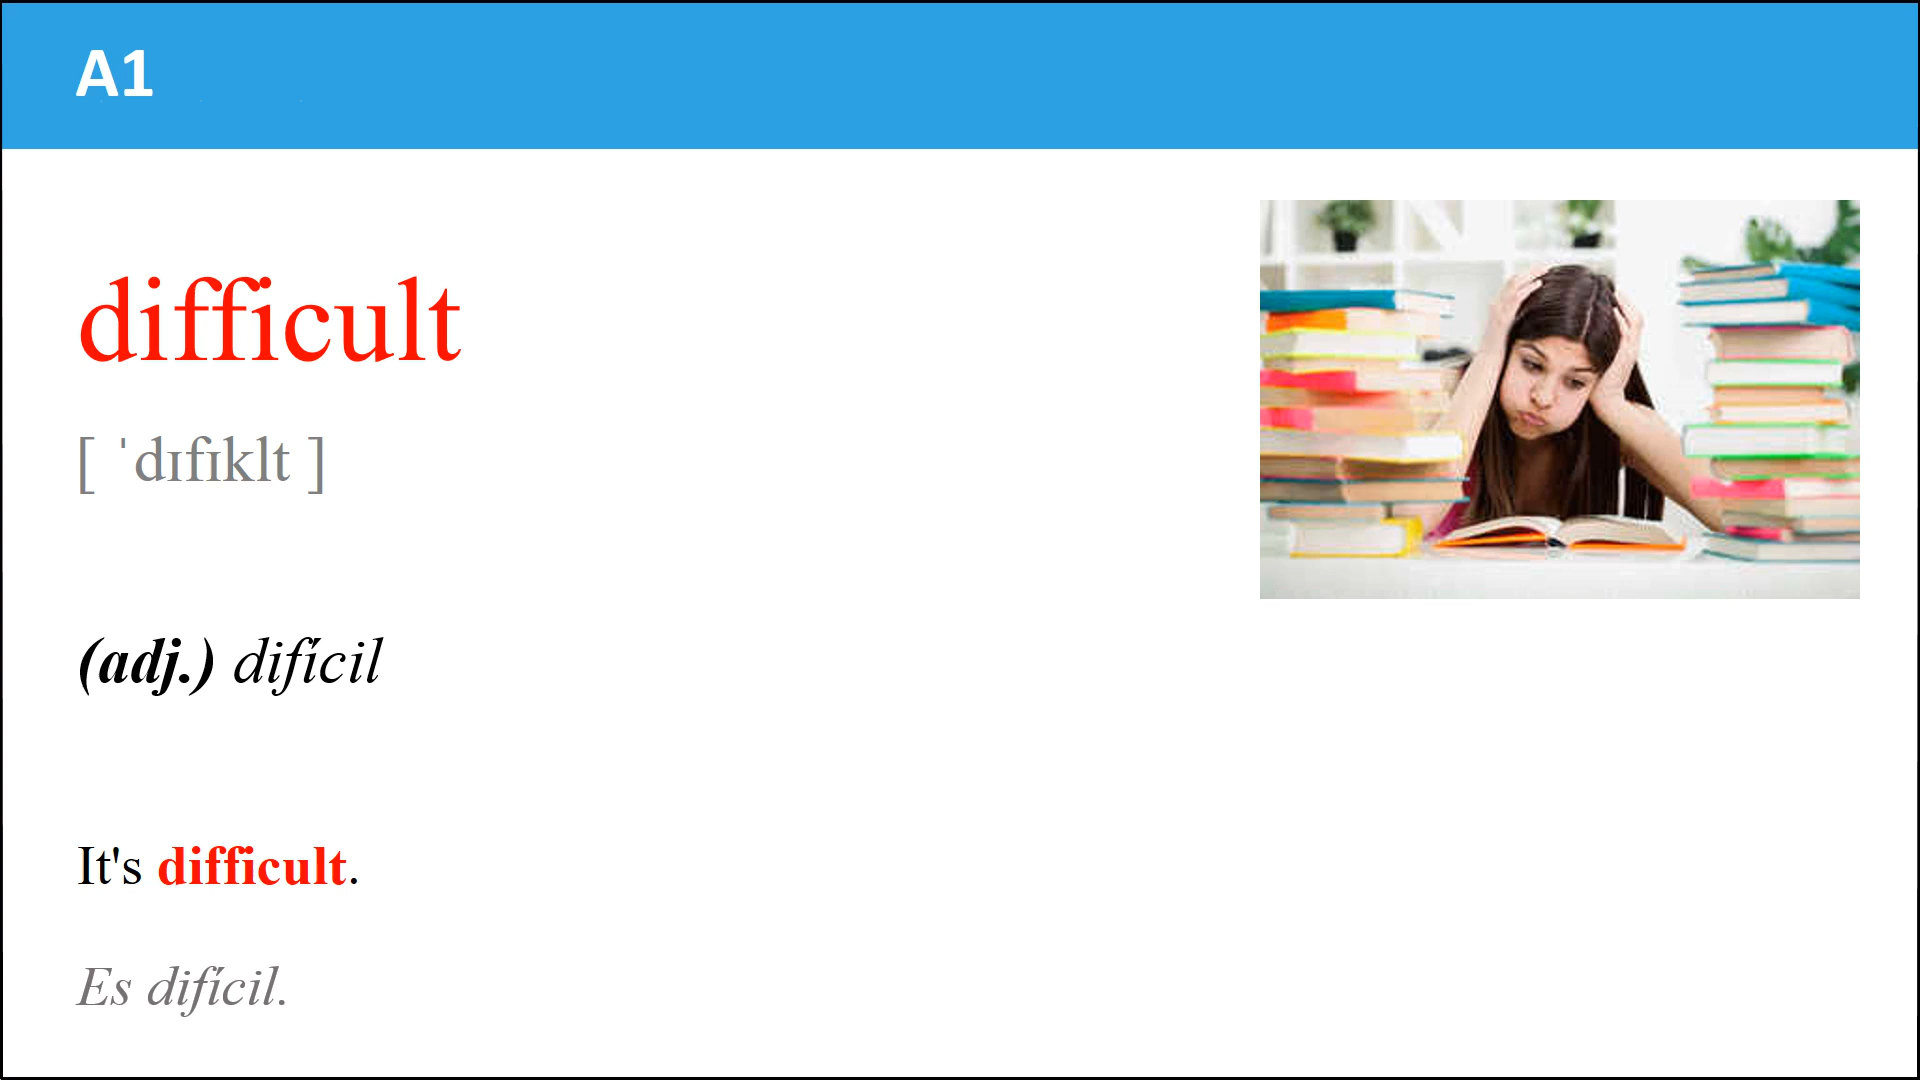 A1
difficult
[ ˈdɪfɪklt ]
(adj.) difícil
It's difficult.
Es difícil.